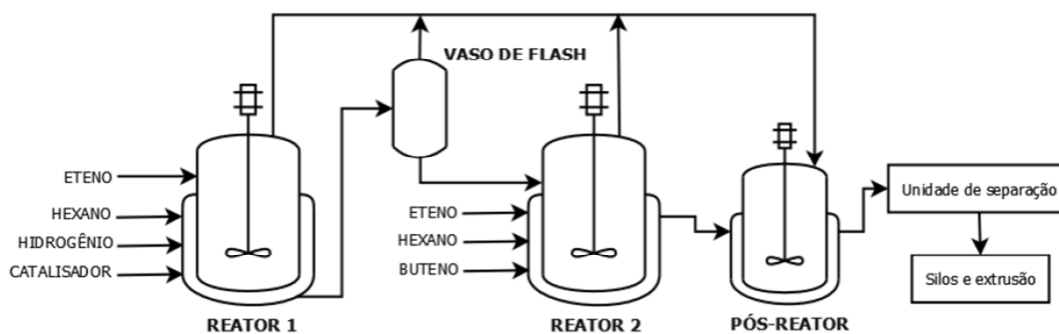 VASO DE FLASH
ETENO
HEXANO
HIDROGÊNIO
CATALISADOR
REATOR 1
ETENO
HEXANO
BUTENO
REATOR 2
PÓS-REATOR
Unidade de separação
Silos e extrusão